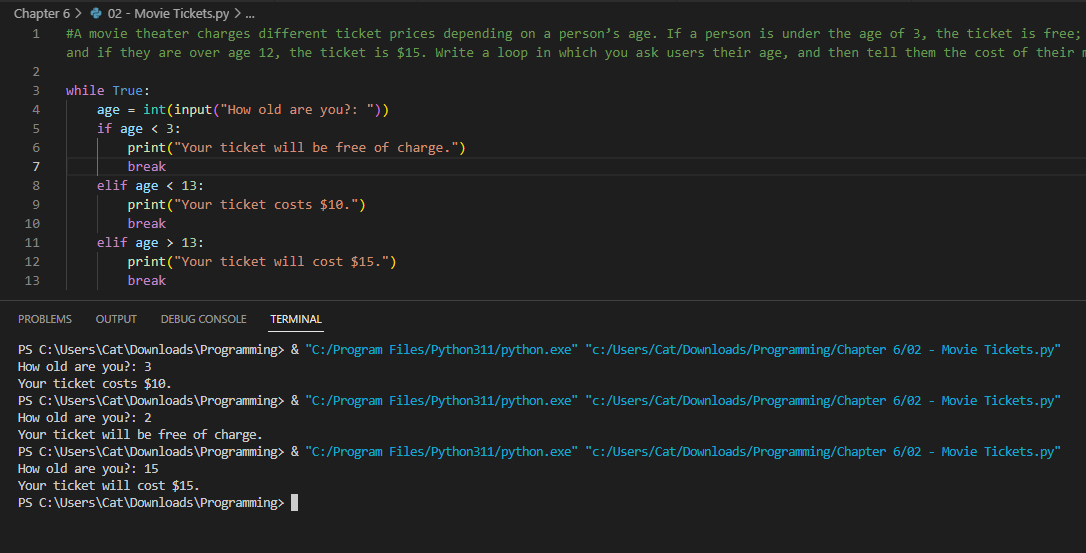 Chapter 6 > 02 - Movie Tickets.py > ...
1 #A movie theater charges different ticket prices depending on a person’s age. If a person is under the age of 3, the ticket is free;
and if they are over age 12, the ticket is $15. Write a loop in which you ask users their age, and then tell them the cost of their
2
3 while True:
4     age = int(input("How old are you?: "))
5     if age < 3:
6         print("Your ticket will be free of charge.")
7         break
8     elif age < 13:
9         print("Your ticket costs $10.")
10         break
11     elif age > 13:
12         print("Your ticket will cost $15.")
13         break
PROBLEMS OUTPUT DEBUG CONSOLE TERMINAL
PS C:\Users\Cat\Downloads\Programming> & "C:/Program Files/Python311/python.exe" "c:/Users/Cat/Downloads/Programming/Chapter 6/02 - Movie Tickets.py"
How old are you?: 3
Your ticket costs $10.
PS C:\Users\Cat\Downloads\Programming> & "C:/Program Files/Python311/python.exe" "c:/Users/Cat/Downloads/Programming/Chapter 6/02 - Movie Tickets.py"
How old are you?: 2
Your ticket will be free of charge.
PS C:\Users\Cat\Downloads\Programming> & "C:/Program Files/Python311/python.exe" "c:/Users/Cat/Downloads/Programming/Chapter 6/02 - Movie Tickets.py"
How old are you?: 15
Your ticket will cost $15.
PS C:\Users\Cat\Downloads\Programming>